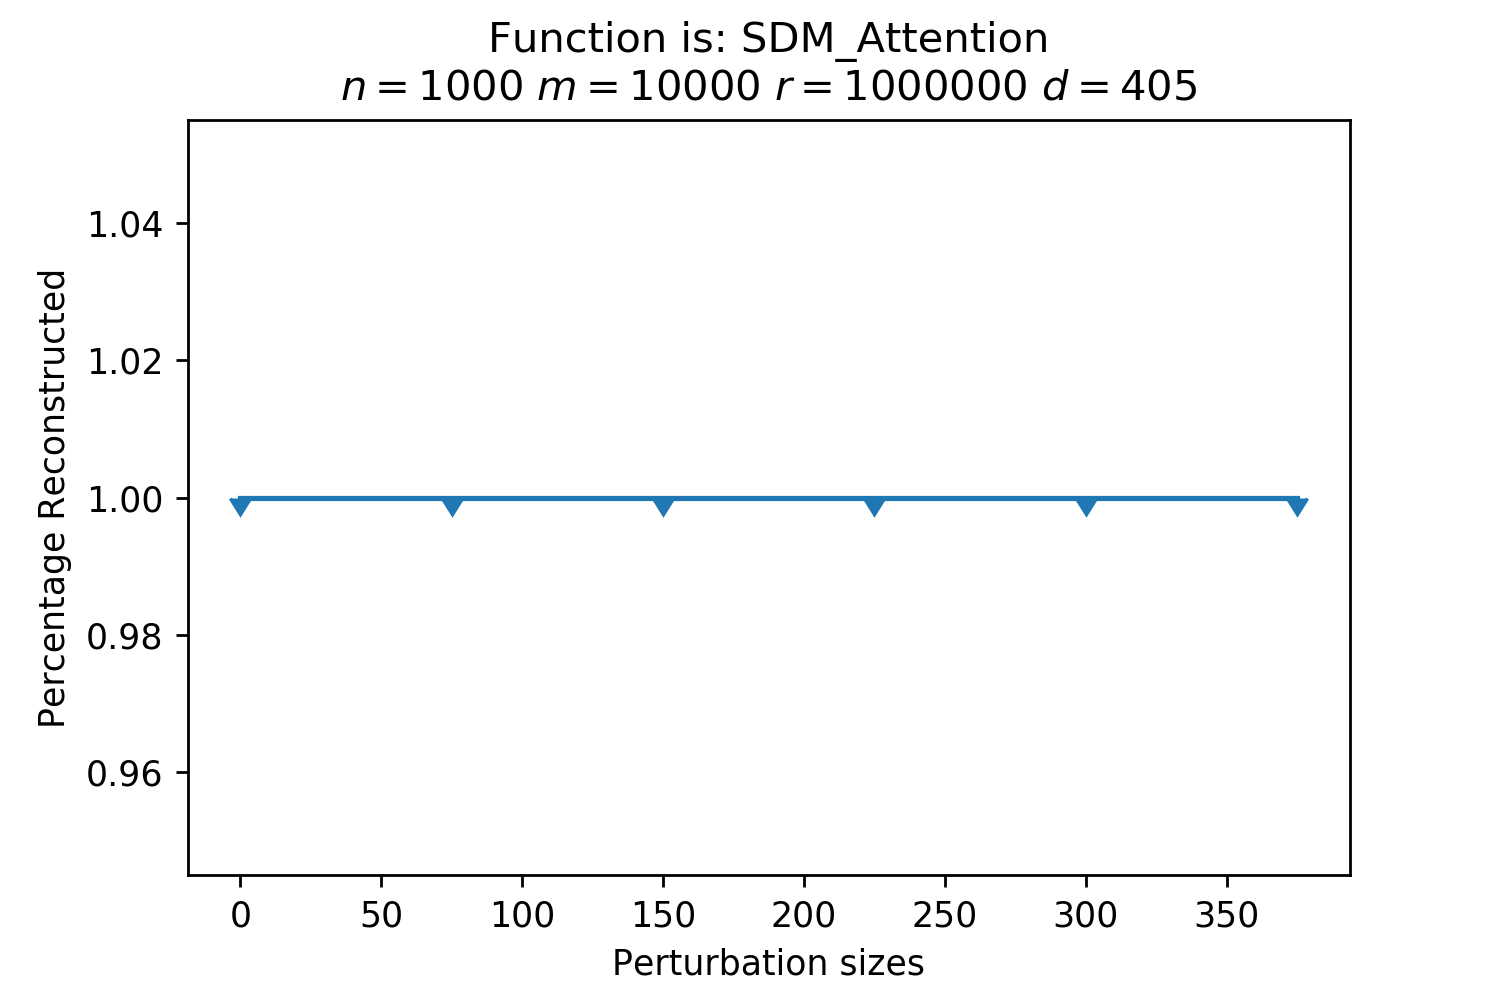 Function is: SDM_Attention
n = 1000 m = 10000 r = 1000000 d = 405
Percentage Reconstructed
1.04
1.02
1.00
0.98
0.96
0 50 100 150 200 250 300 350
Perturbation sizes